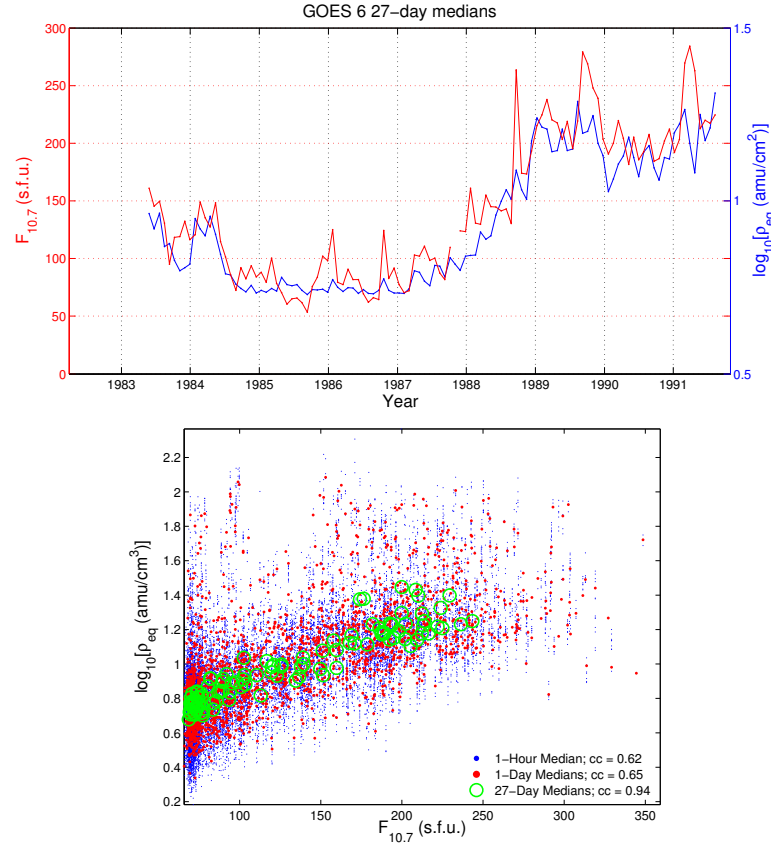 GOES 6 27−day medians
300
250
200
150
100
50
0
F10.7 (s.f.u.)
1.5
1
0.5
log10[ρeq (amu/cm2)]
1983 1984 1985 1986 1987 1988 1989 1990 1991
Year
2.2
2
1.8
1.6
1.4
1.2
1
0.8
0.6
0.4
0.2
log10[ρeq (amu/cm3)]
1−Hour Median; cc = 0.62
1−Day Medians; cc = 0.65
27−Day Medians; cc = 0.94
100 150 200 250 300 350
F10.7 (s.f.u.)